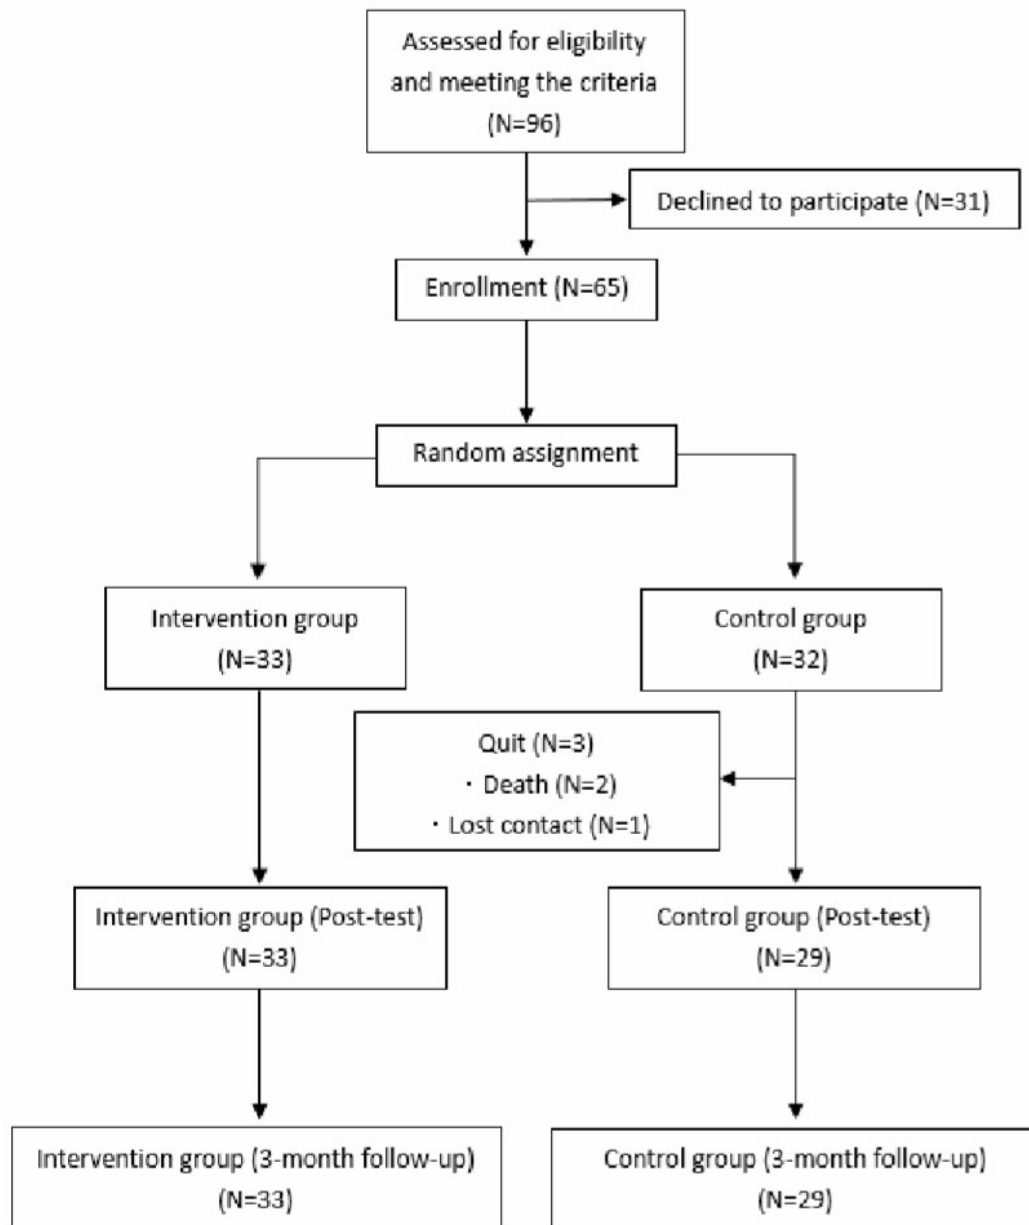 Assessed for eligibility
and meeting the criteria
(N=96)
Declined to participate (N=31)
Enrollment (N=65)
Random assignment
Intervention group
(N=33)
Control group
(N=32)
Quit (N=3)
· Death (N=2)
· Lost contact (N=1)
Intervention group (Post-test)
(N=33)
Control group (Post-test)
(N=29)
Intervention group (3-month follow-up)
(N=33)
Control group (3-month follow-up)
(N=29)